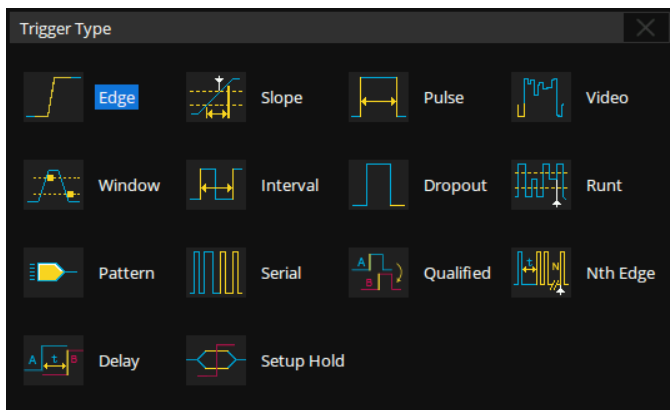 Trigger Type
Edge Slope Pulse Video
Window Interval Dropout Runt
Pattern Serial A B Qualified t N Nth Edge
A t B Delay Setup Hold